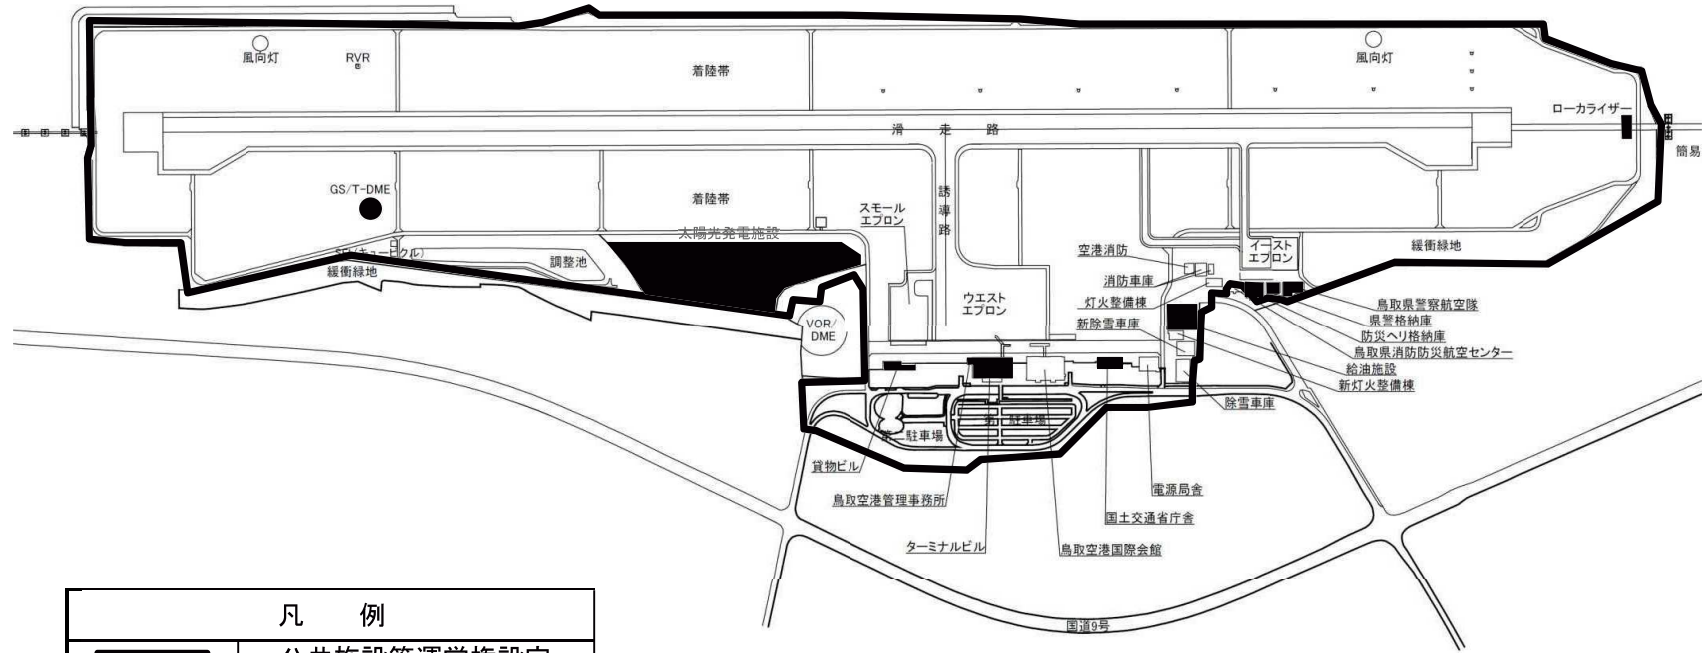 風向灯
RVR
着陸帯
風向灯
ローカライザー
滑走路
簡易
GS/T-DME
着陸帯
スモール
エプロン
誘導路
太陽光発電施設
空港消防
イースト
エプロン
緩衝緑地
調整池
緩衝緑地
消防車庫
灯火整備棟
ウエスト
エプロン
新除雪車庫
VOR/
DME
鳥取県警察航空隊
県警格納庫
防災ヘリ格納庫
鳥取県消防防災航空センター
給油施設
新灯火整備棟
除雪車庫
第一駐車場
第二駐車場
貨物ビル
鳥取空港管理事務所
電源局舎
国土交通省庁舎
ターミナルビル
鳥取空港国際会館
国道9号
凡例
公共施設等運営権設定